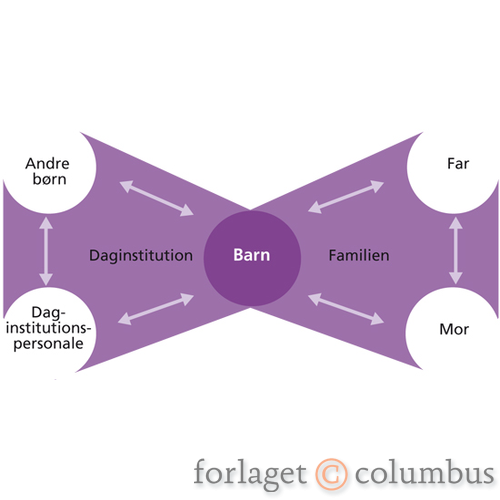 Andre
børn
Far
Daginstitution
Barn
Familien
Dag-
institutions-
personale
Mor
forlaget © columbus